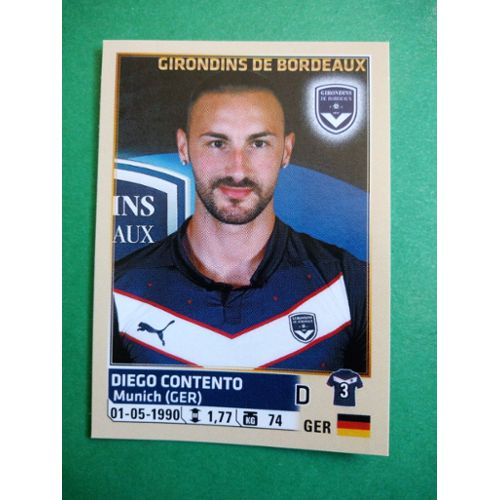 GIRONDINS DE BORDEAUX
GIRONDINS
DE BORDEAUX
INS
AUX
GIRONDINS
DE BORDEAUX
DIEGO CONTENTO
Munich (GER)
D
3
01-05-1990
1,77
KG
74
GER